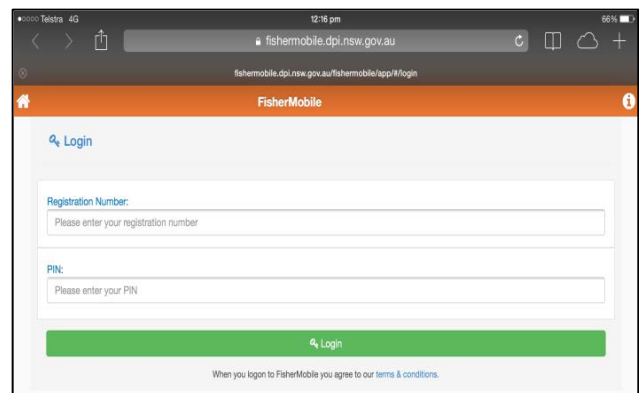 Telstra 4G 12:16 pm 66%
fishermobile.dpi.nsw.gov.au
fishermobile.dpi.nsw.gov.au/fishermobile/app/#/login
FisherMobile
Login
Registration Number:
Please enter your registration number
PIN:
Please enter your PIN
Login
When you logon to FisherMobile you agree to our terms & conditions.